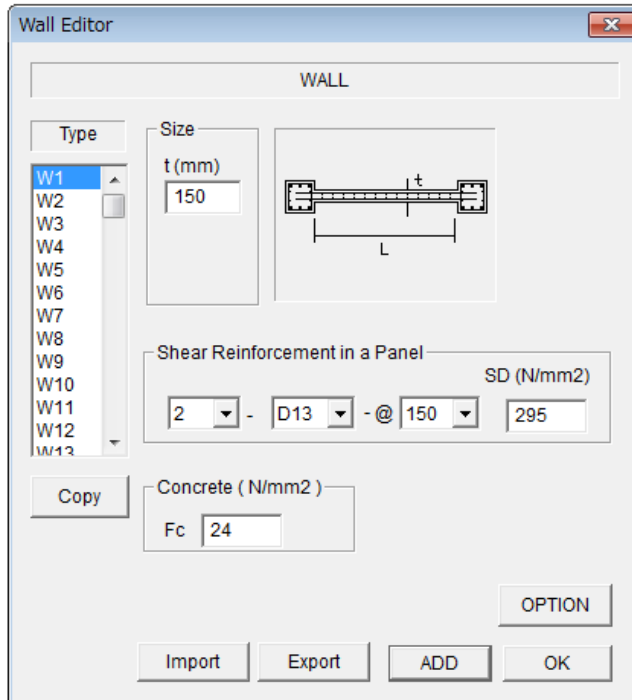 Wall Editor
WALL
Type
Size
t (mm)
150
t
L
W1
W2
W3
W4
W5
W6
W7
W8
W9
W10
W11
W12
W13
Shear Reinforcement in a Panel
SD (N/mm2)
2 - D13 - @ 150 295
Copy
Concrete ( N/mm2 )
Fc 24
OPTION
Import Export ADD OK